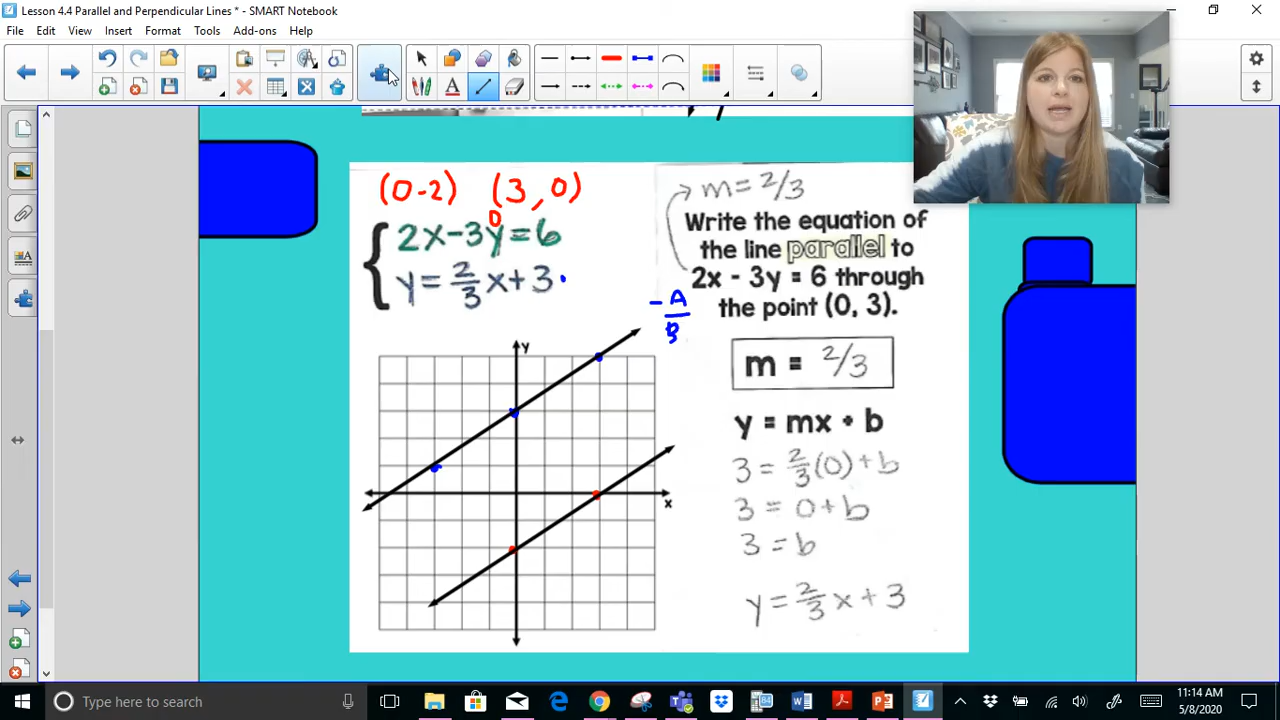 Lesson 4.4 Parallel and Perpendicular Lines * - SMART Notebook
File Edit View Insert Format Tools Add-ons Help
(0-2) (3, 0)
0
2x-3y=6
y=2/3x+3.
-A/B
y
x
m=2/3
Write the equation of
the line parallel to
2x - 3y = 6 through
the point (0, 3).
m = 2/3
y = mx + b
3 = 2/3(0)+b
3 = 0+b
3 = b
y=2/3x+3
Type here to search
11:14 AM
5/8/2020